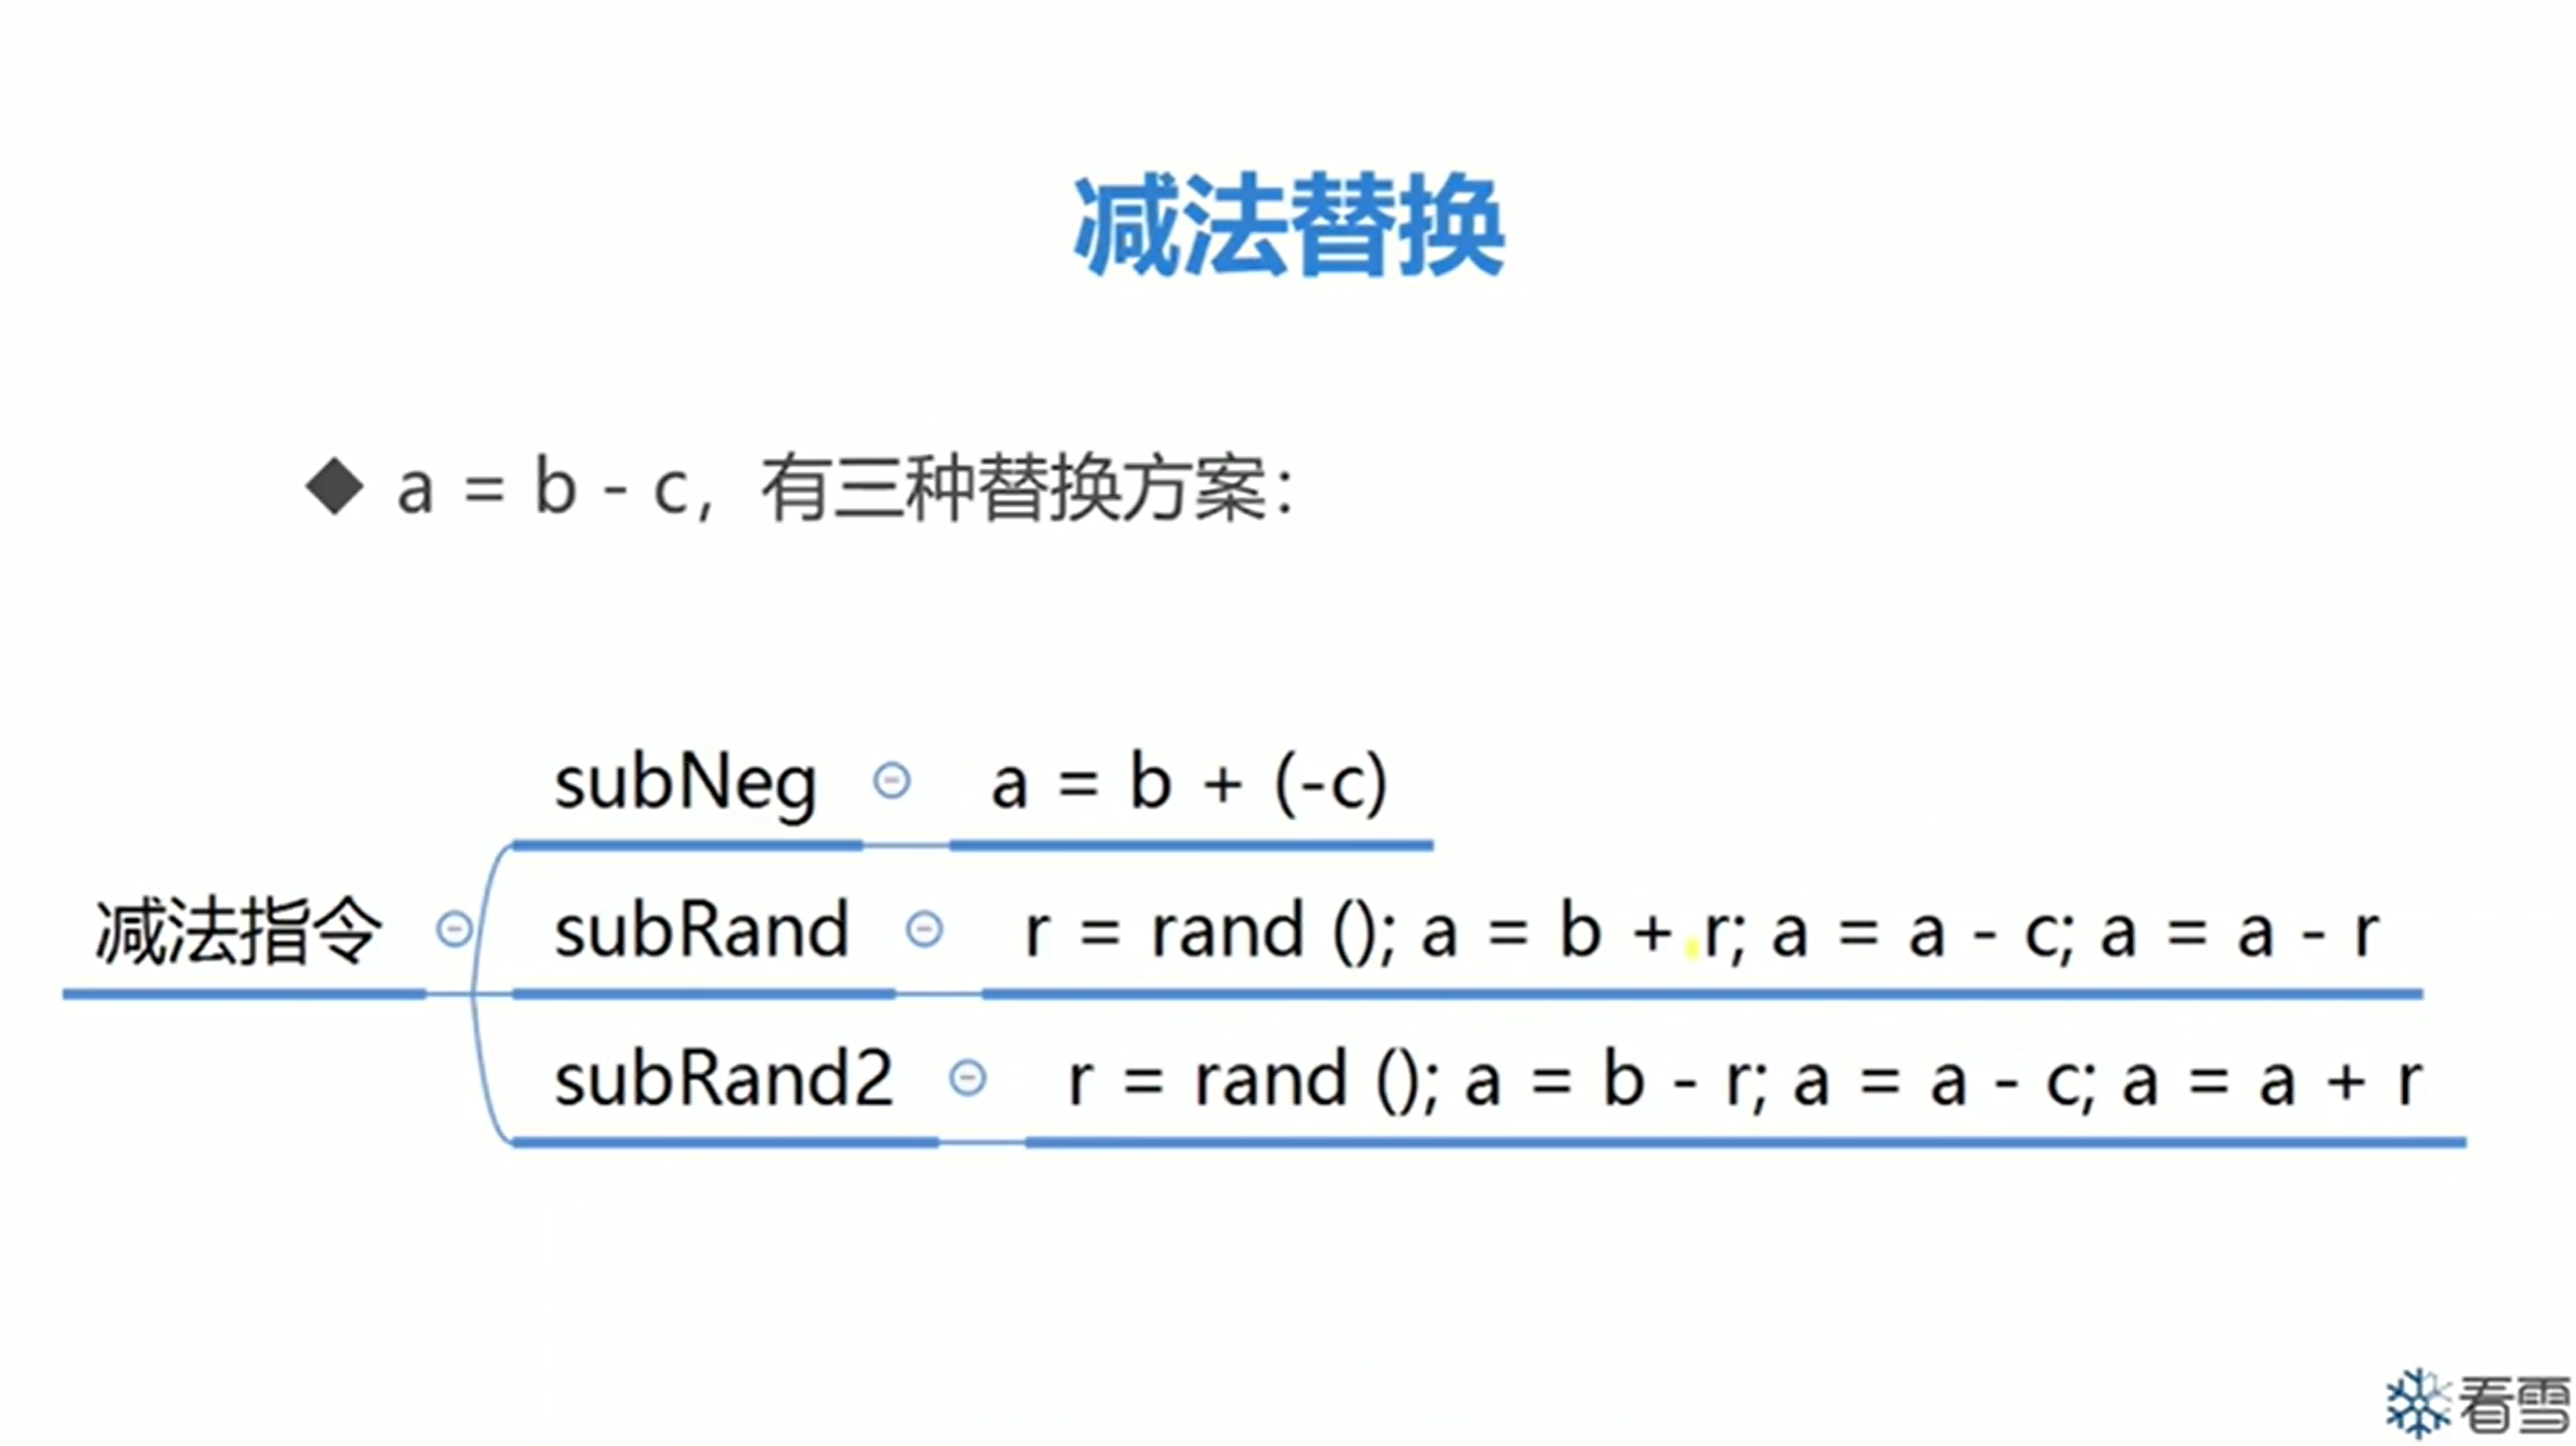 减法替换
◆ a = b - c，有三种替换方案：
subNeg a = b + (-c)
减法指令 subRand r = rand (); a = b + r; a = a - c; a = a - r
subRand2 r = rand (); a = b - r; a = a - c; a = a + r
看雪